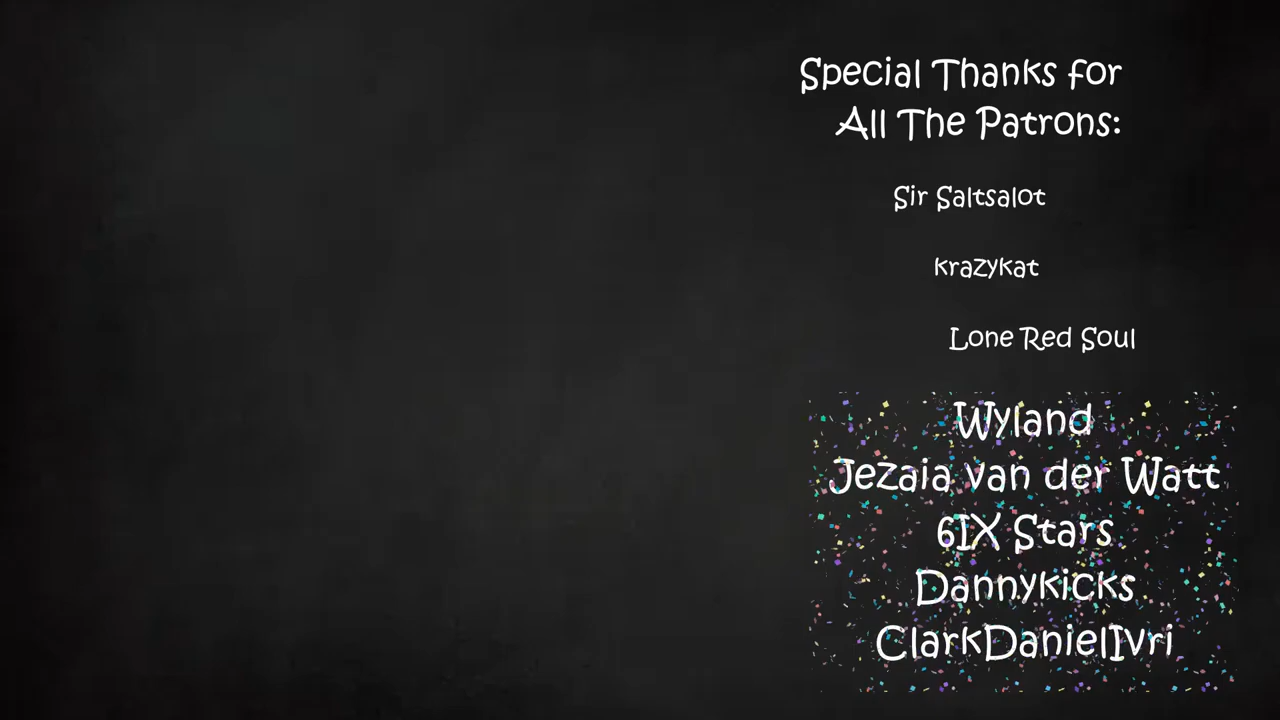 Special Thanks for
All The Patrons:
Sir Saltsalot
krazykat
Lone Red Soul
Wyland
Jezaia van der Watt
6IX Stars
Dannykicks
ClarkDanielIvri